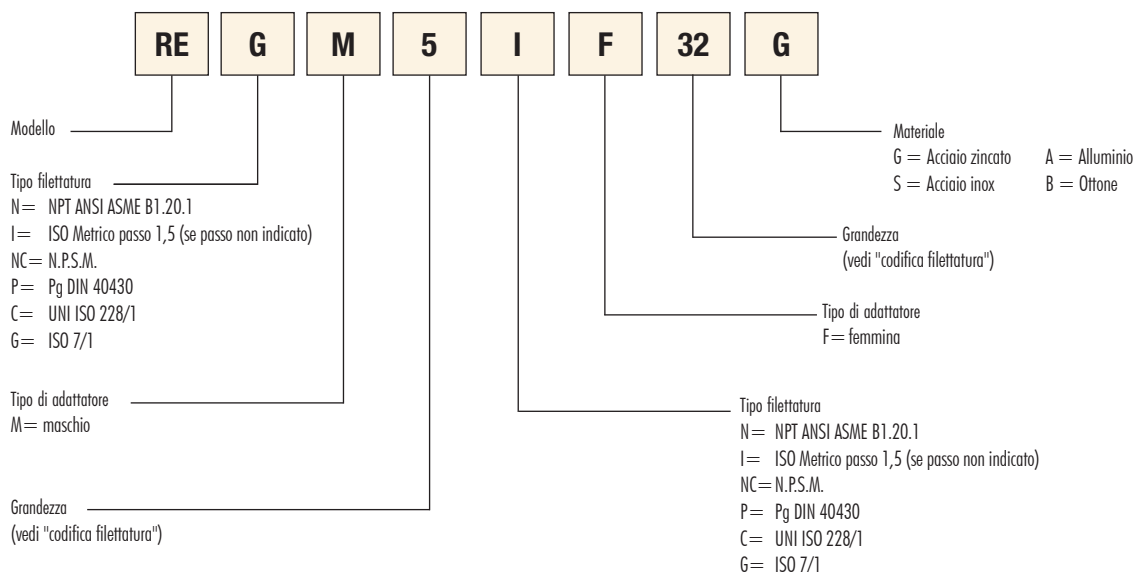 RE G M 5 I F 32 G
Modello
Tipo filettatura
N= NPT ANSI ASME B1.20.1
I= ISO Metrico passo 1,5 (se passo non indicato)
NC= N.P.S.M.
P= Pg DIN 40430
C= UNI ISO 228/1
G= ISO 7/1
Tipo di adattatore
M= maschio
Grandezza
(vedi "codifica filettatura")
Materiale
G = Acciaio zincato A = Alluminio
S = Acciaio inox B = Ottone
Grandezza
(vedi "codifica filettatura")
Tipo di adattatore
F= femmina
Tipo filettatura
N= NPT ANSI ASME B1.20.1
I= ISO Metrico passo 1,5 (se passo non indicato)
NC= N.P.S.M.
P= Pg DIN 40430
C= UNI ISO 228/1
G= ISO 7/1